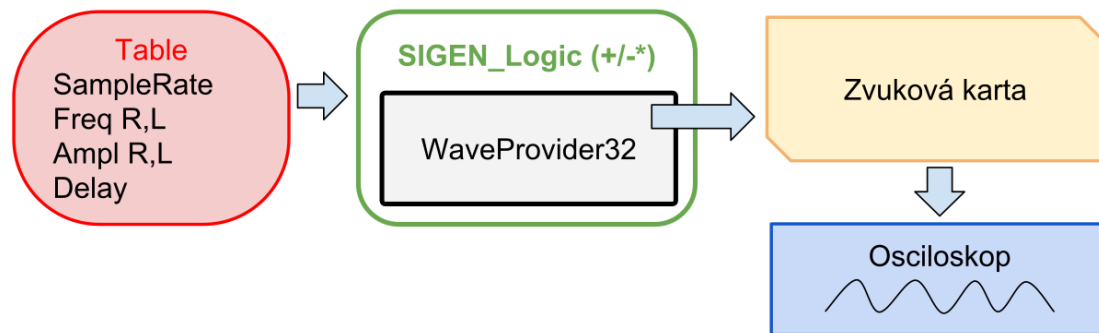 Table
SampleRate
Freq R,L
Ampl R,L
Delay
SIGEN_Logic (+/-*)
WaveProvider32
Zvuková karta
Osciloskop